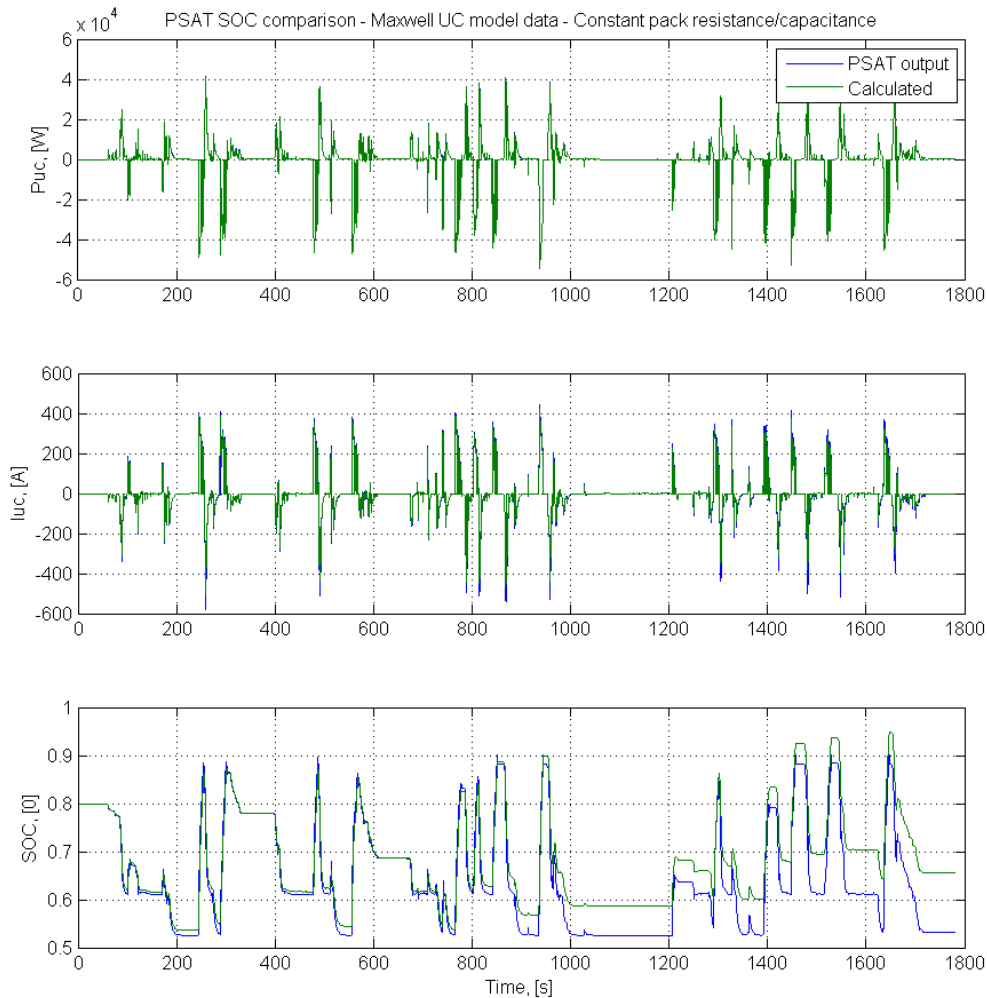 PSAT SOC comparison - Maxwell UC model data - Constant pack resistance/capacitance
x 10^4
PSAT output
Calculated
6
4
2
0
-2
-4
-6
Puc, [W]
0 200 400 600 800 1000 1200 1400 1600 1800
600
400
200
0
-200
-400
-600
Iuc, [A]
0 200 400 600 800 1000 1200 1400 1600 1800
1
0.9
0.8
0.7
0.6
0.5
SOC, [0]
0 200 400 600 800 1000 1200 1400 1600 1800
Time, [s]